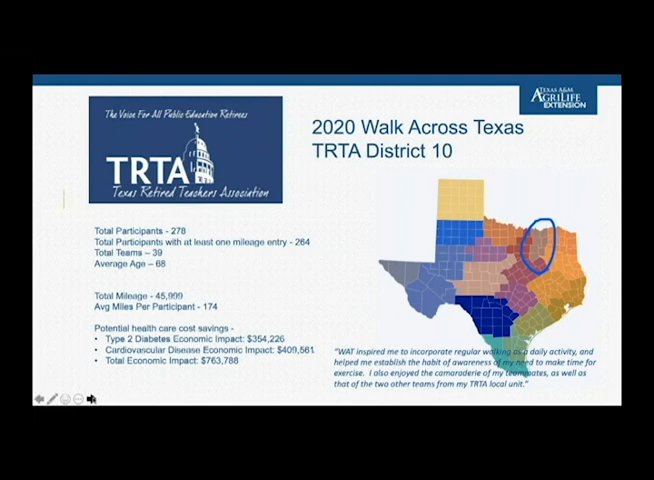 TEXAS A&M
AGRILIFE
EXTENSION
The Voice For All Public Education Retirees
TRTA
Texas Retired Teachers Association
2020 Walk Across Texas
TRTA District 10
Total Participants - 278
Total Participants with at least one mileage entry - 264
Total Teams – 39
Average Age – 68
Total Mileage - 45,999
Avg Miles Per Participant - 174
Potential health care cost savings -
• Type 2 Diabetes Economic Impact: $354,226
• Cardiovascular Disease Economic Impact: $409,561
• Total Economic Impact: $763,788
"WAT inspired me to incorporate regular walking as a daily activity, and
helped me establish the habit of awareness of my need to make time for
exercise. I also enjoyed the camaraderie of my teammates, as well as
that of the two other teams from my TRTA local unit."